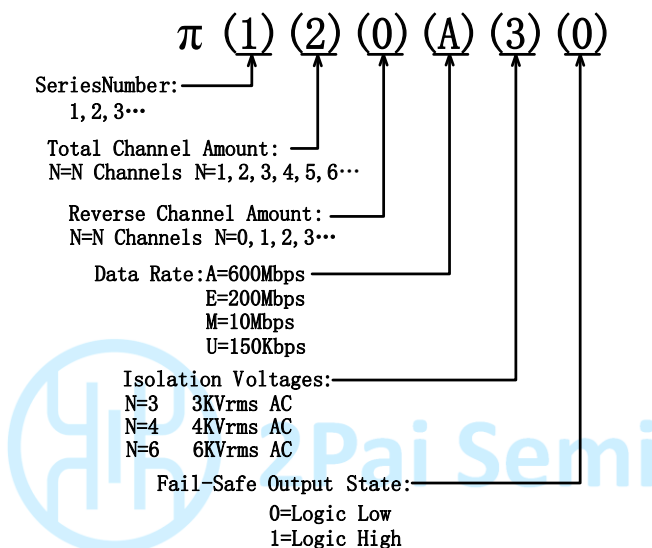 π (1) (2) (0) (A) (3) (0)
SeriesNumber:
1,2,3···
Total Channel Amount:
N=N Channels N=1,2,3,4,5,6···
Reverse Channel Amount:
N=N Channels N=0,1,2,3···
Data Rate:A=600Mbps
E=200Mbps
M=10Mbps
U=150Kbps
Isolation Voltages:
N=3 3KVrms AC
N=4 4KVrms AC
N=6 6KVrms AC
2Pai Semi
Fail-Safe Output State:
0=Logic Low
1=Logic High